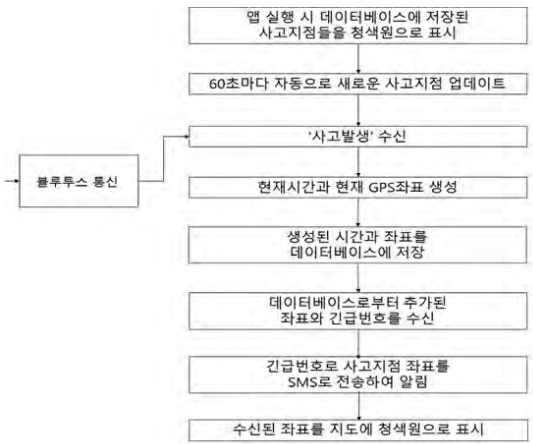 앱 실행 시 데이터베이스에 저장된
사고지점들을 청색원으로 표시
60초마다 자동으로 새로운 사고지점 업데이트
'사고발생' 수신
블루투스 통신
현재시간과 현재 GPS좌표 생성
생성된 시간과 좌표를
데이터베이스에 저장
데이터베이스로부터 추가된
좌표와 긴급번호를 수신
긴급번호로 사고지점 좌표를
SMS로 전송하여 알림
수신된 좌표를 지도에 청색원으로 표시